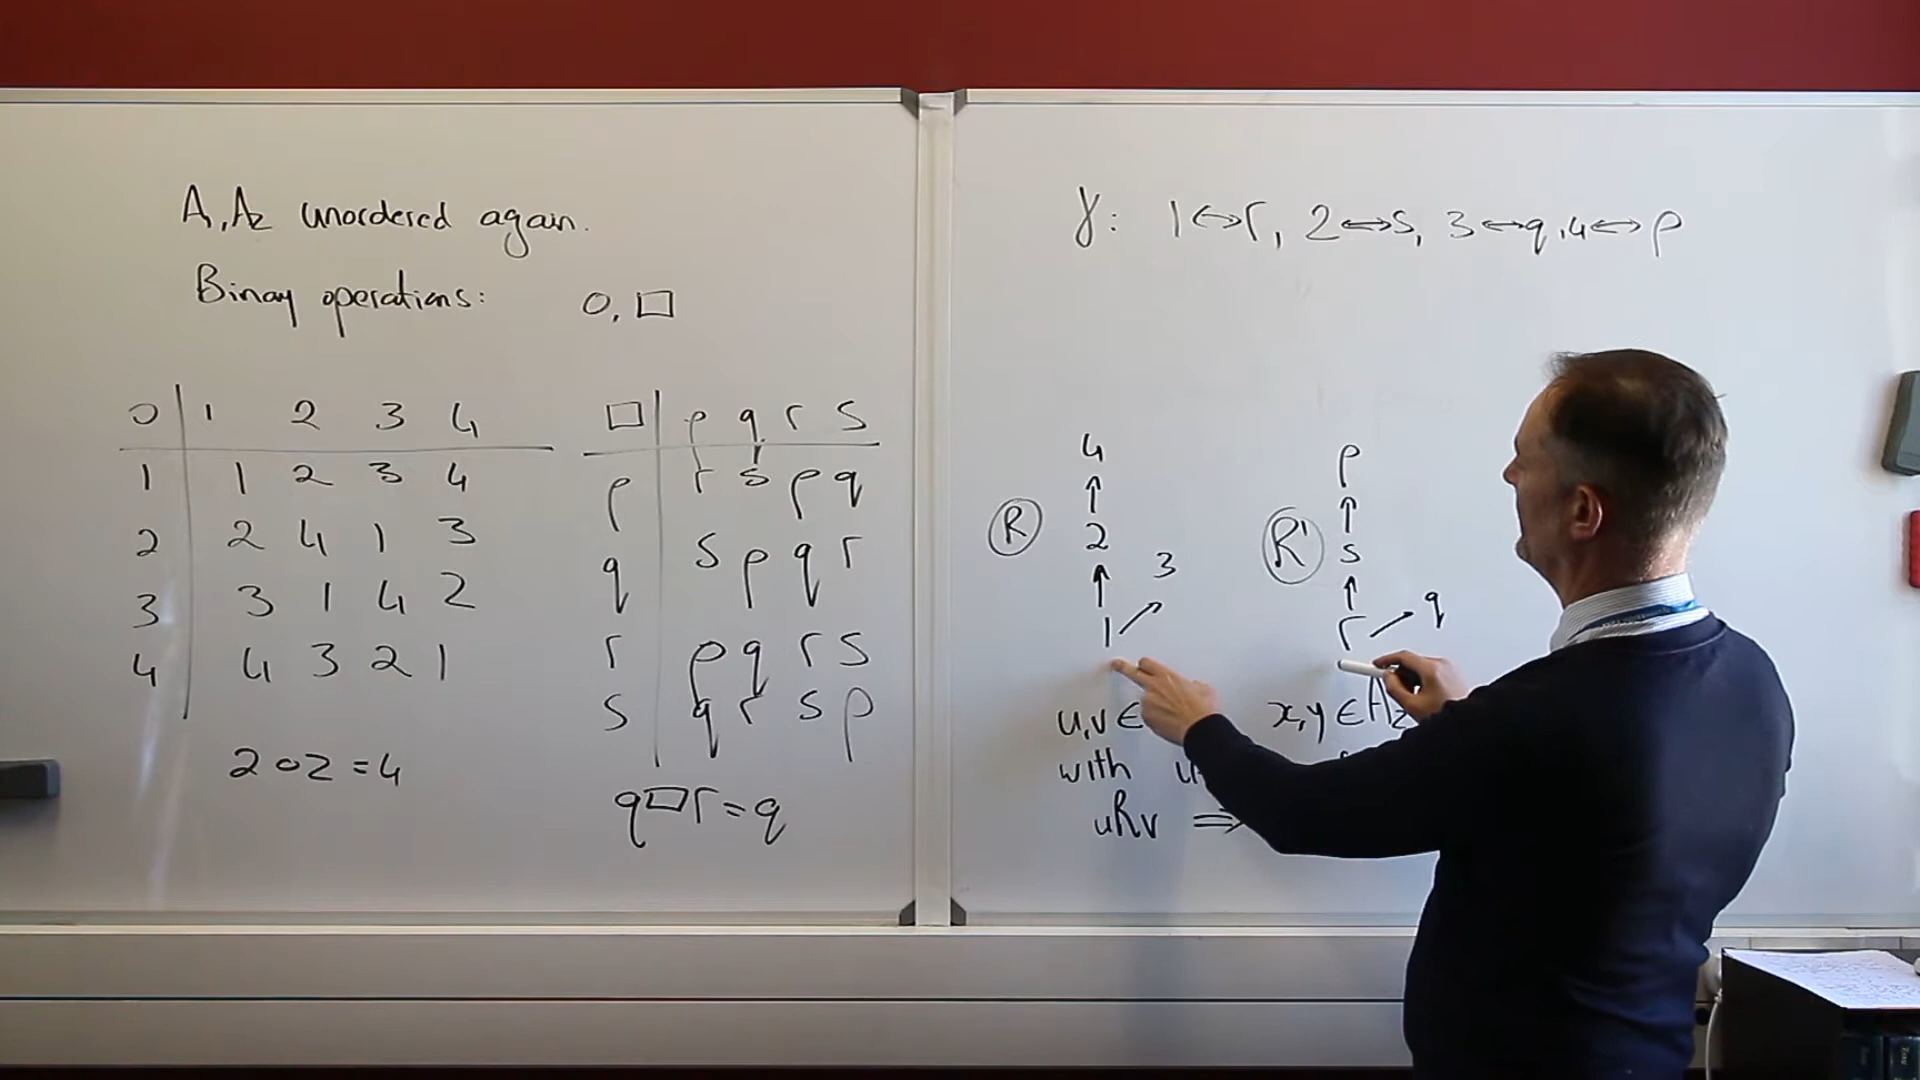 A₁, A₂ unordered again.
Binary operations: ○, □
○ | 1 2 3 4
1 | 1 2 3 4
2 | 2 4 1 3
3 | 3 1 4 2
4 | 4 3 2 1
2○2 = 4
□ | p q r s
p | r s p q
q | s p q r
r | p q r s
s | q r s p
q□r = q
γ: 1↔r, 2↔s, 3↔q, 4↔p
R
4
↑
2
↑ 3
1 ↗
u,v ∈
with u
uRv ⇒
R'
p
↑
s
↑ q
r ↗
x,y ∈ A₂